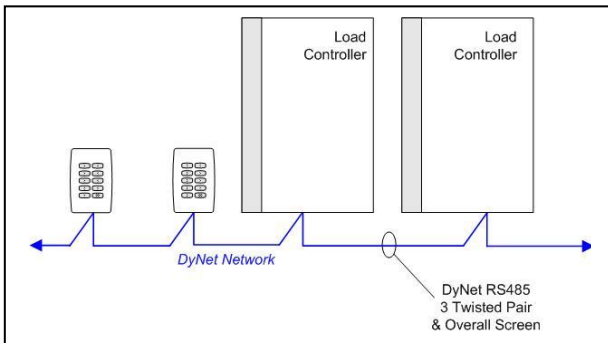 Load
Controller
Load
Controller
DyNet Network
DyNet RS485
3 Twisted Pair
& Overall Screen